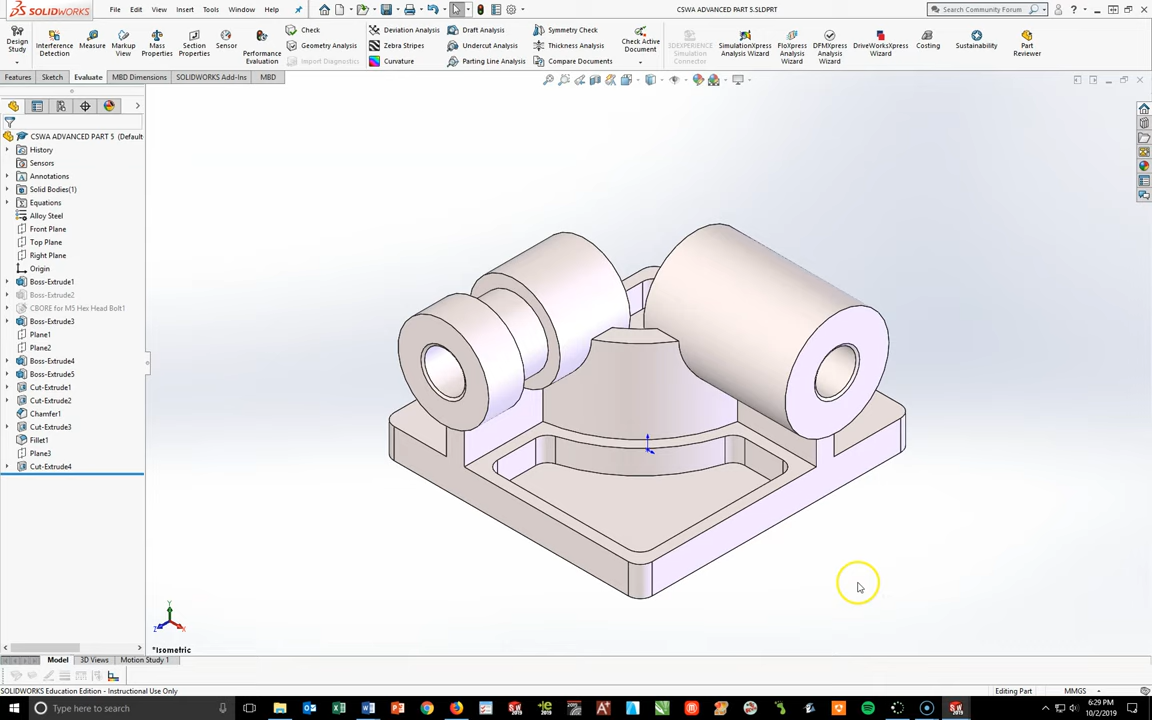 SOLIDWORKS File Edit View Insert Tools Window Help CSWA ADVANCED PART 5.SLDPRT Search Community Forum ?
Design Study
Interference Detection
Measure
Markup View
Mass Properties
Section Properties
Sensor
Performance Evaluation
Check
Geometry Analysis
Import Diagnostics
Deviation Analysis
Zebra Stripes
Curvature
Draft Analysis
Undercut Analysis
Parting Line Analysis
Symmetry Check
Thickness Analysis
Compare Documents
Check Active Document
3DEXPERIENCE Simulation Connector
SimulationXpress Analysis Wizard
FloXpress Analysis Wizard
DFMXpress Analysis Wizard
DriveWorksXpress Wizard
Costing
Sustainability
Part Reviewer
Features Sketch Evaluate MBD Dimensions SOLIDWORKS Add-Ins MBD
CSWA ADVANCED PART 5 (Default
History
Sensors
Annotations
Solid Bodies(1)
Equations
Alloy Steel
Front Plane
Top Plane
Right Plane
Origin
Boss-Extrude1
Boss-Extrude2
CBORE for M5 Hex Head Bolt1
Boss-Extrude3
Plane1
Plane2
Boss-Extrude4
Boss-Extrude5
Cut-Extrude1
Cut-Extrude2
Chamfer1
Cut-Extrude3
Fillet1
Plane3
Cut-Extrude4
Y
Z X
*Isometric
Model 3D Views Motion Study 1
SOLIDWORKS Education Edition - Instructional Use Only Editing Part MMGS
Type here to search
6:29 PM
10/2/2019